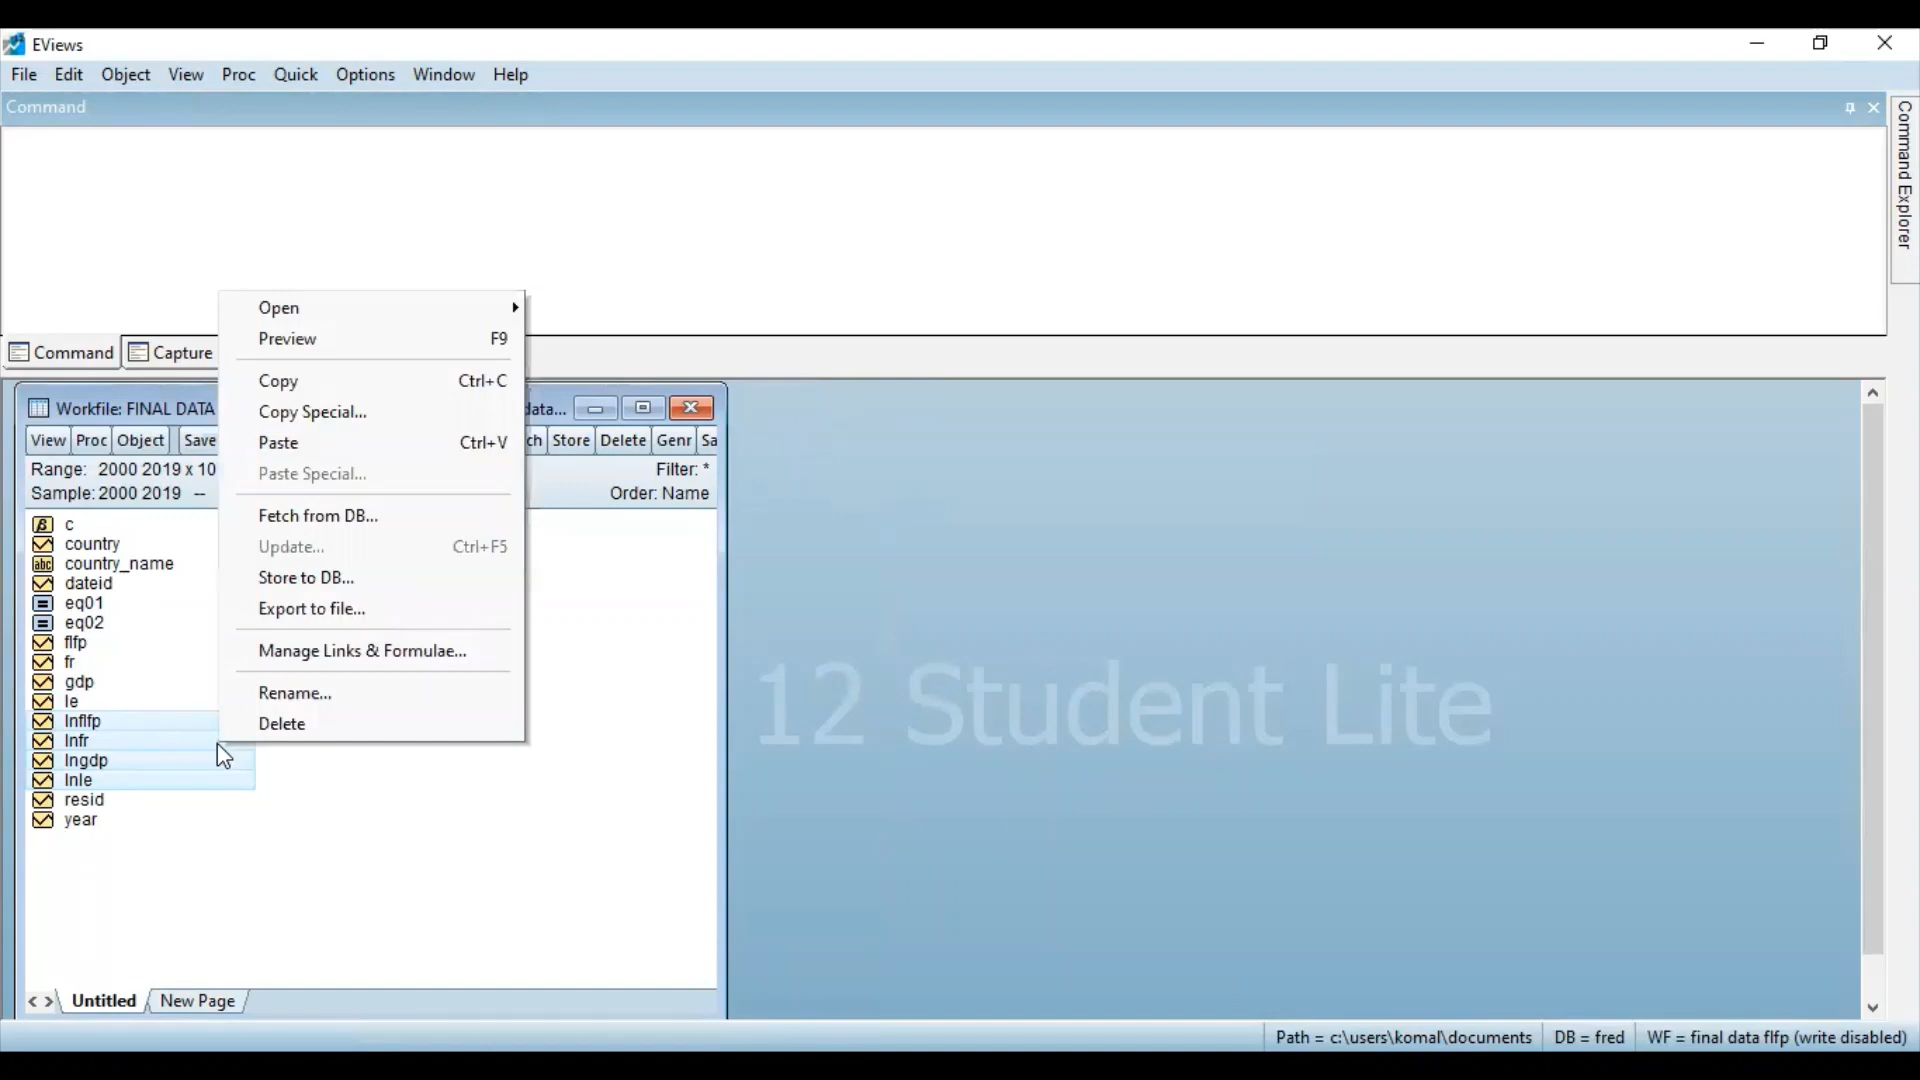 EViews
File Edit Object View Proc Quick Options Window Help
Command
Command Explorer
Command Capture
Open
Preview F9
Copy Ctrl+C
Copy Special...
Paste Ctrl+V
Paste Special...
Fetch from DB...
Update... Ctrl+F5
Store to DB...
Export to file...
Manage Links & Formulae...
Rename...
Delete
Workfile: FINAL DATA data...
View Proc Object Save ch Store Delete Genr Sa
Range: 2000 2019 x 10 Filter: *
Sample: 2000 2019 -- Order: Name
β c
country
abc country_name
dateid
eq01
eq02
flfp
fr
gdp
le
lnflfp
lnfr
lngdp
lnle
resid
year
12 Student Lite
Untitled New Page
Path = c:\users\komal\documents DB = fred WF = final data flfp (write disabled)